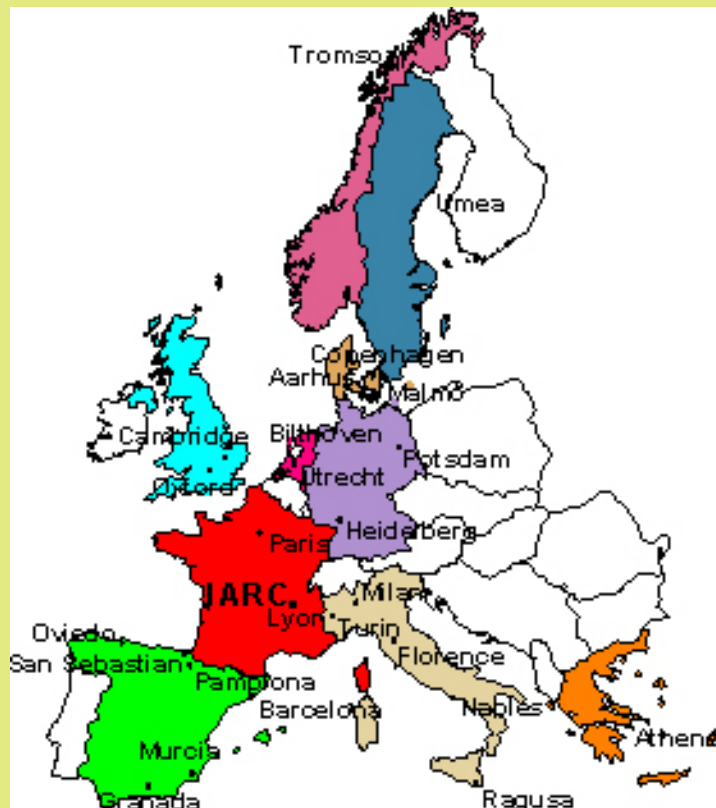 Tromso
Umea
Copenhagen
Aarhus
Malmo
Cambridge
Bilthoven
Potsdam
Utrecht
Oxford
Heidelberg
Paris
IARC
Milan
Lyon
Turin
Oviedo
Florence
San Sebastian
Pamplona
Barcelona
Naples
Athens
Murcia
Granada
Ragusa